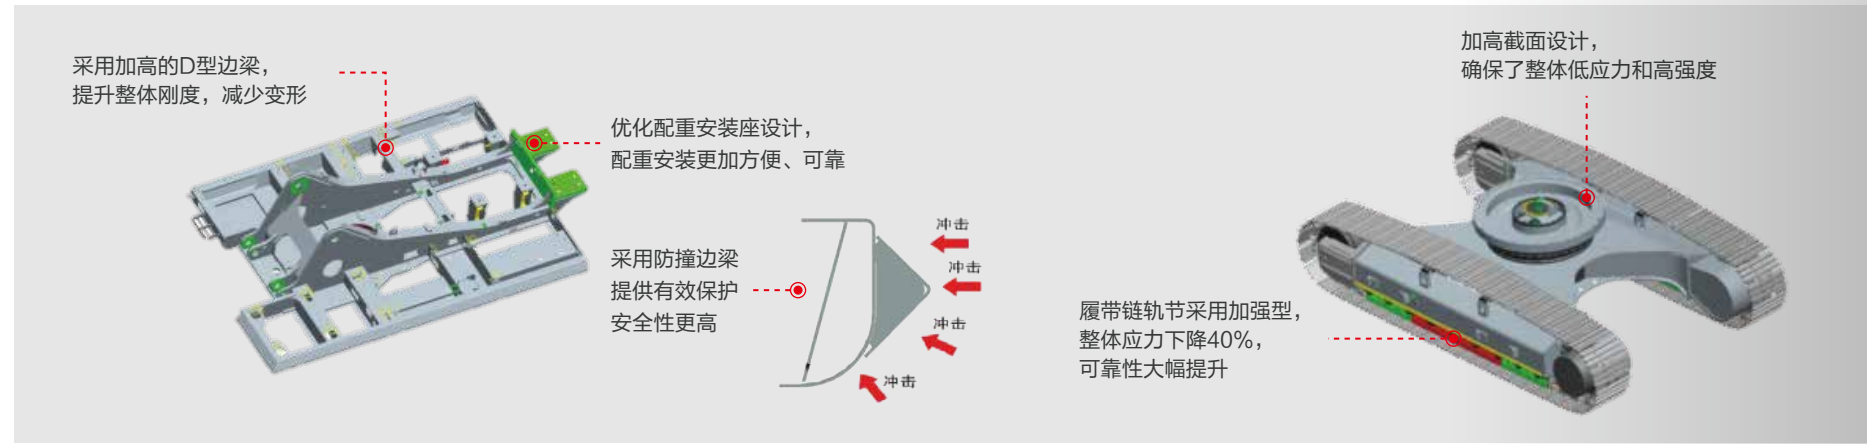 采用加高的D型边梁，
提升整体刚度，减少变形
优化配重安装座设计，
配重安装更加方便、可靠
采用防撞边梁
提供有效保护
安全性更高
冲击
冲击
冲击
冲击
加高截面设计，
确保了整体低应力和高强度
履带链轨节采用加强型，
整体应力下降40%，
可靠性大幅提升